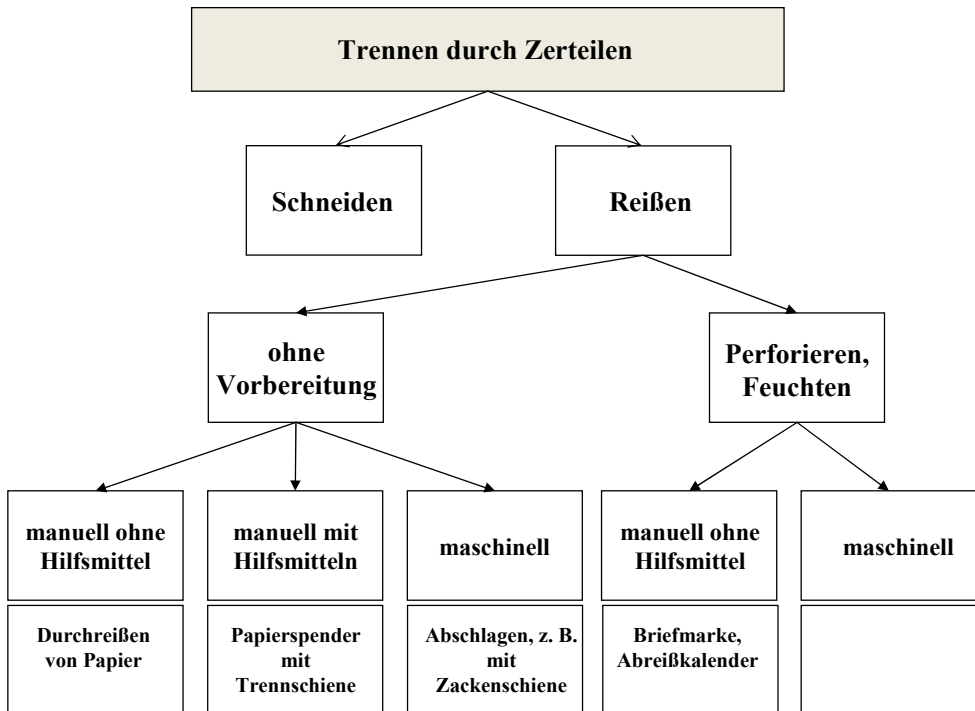 Trennen durch Zerteilen
Schneiden
Reißen
ohne
Vorbereitung
Perforieren,
Feuchten
manuell ohne
Hilfsmittel
manuell mit
Hilfsmitteln
maschinell
manuell ohne
Hilfsmittel
maschinell
Durchreißen
von Papier
Papierspender
mit
Trennschiene
Abschlagen, z. B.
mit
Zackenschiene
Briefmarke,
Abreißkalender